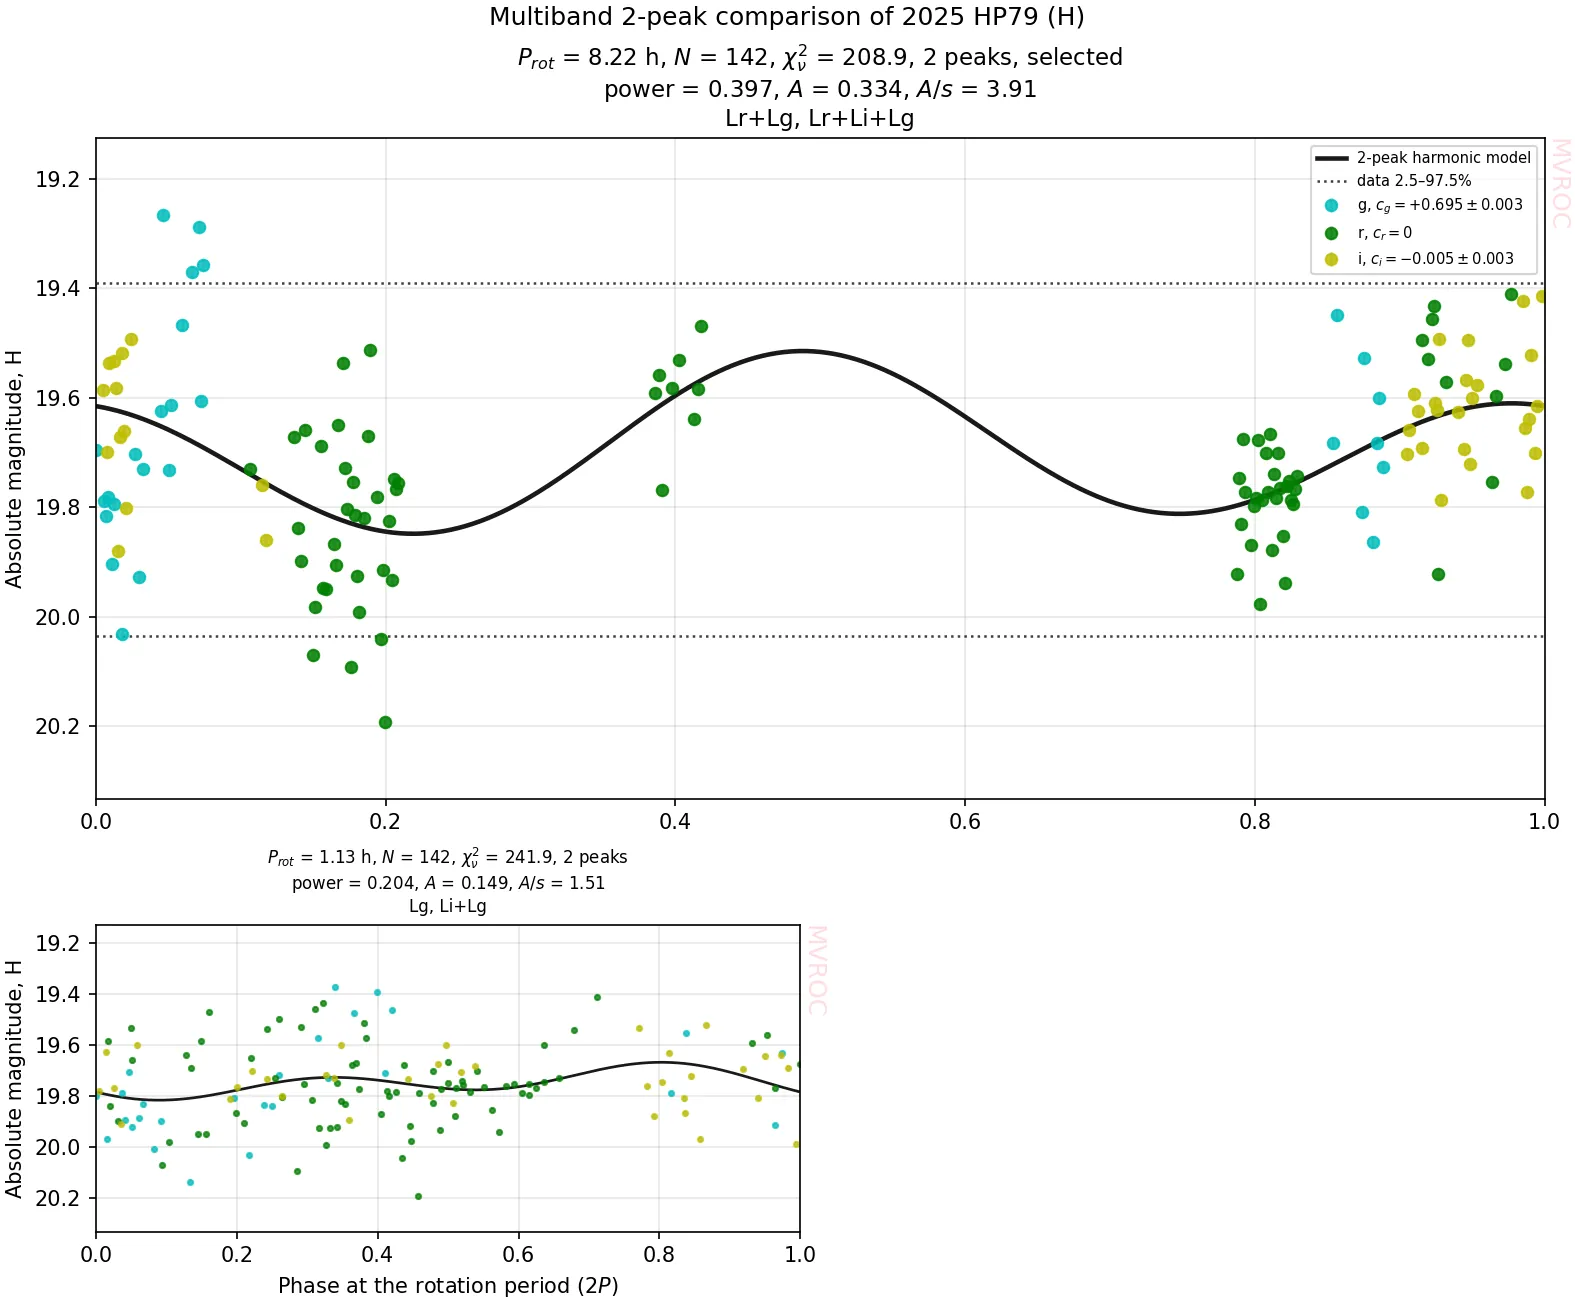 Multiband 2-peak comparison of 2025 HP79 (H)
P_rot = 8.22 h, N = 142, χ²_ν = 208.9, 2 peaks, selected
power = 0.397, A = 0.334, A/s = 3.91
Lr+Lg, Lr+Li+Lg
2-peak harmonic model
data 2.5–97.5%
g, c_g = +0.695 ± 0.003
r, c_r = 0
i, c_i = −0.005 ± 0.003
MVROC
Absolute magnitude, H
19.2
19.4
19.6
19.8
20.0
20.2
0.0 0.2 0.4 0.6 0.8 1.0
P_rot = 1.13 h, N = 142, χ²_ν = 241.9, 2 peaks
power = 0.204, A = 0.149, A/s = 1.51
Lg, Li+Lg
MVROC
Absolute magnitude, H
19.2
19.4
19.6
19.8
20.0
20.2
0.0 0.2 0.4 0.6 0.8 1.0
Phase at the rotation period (2P)